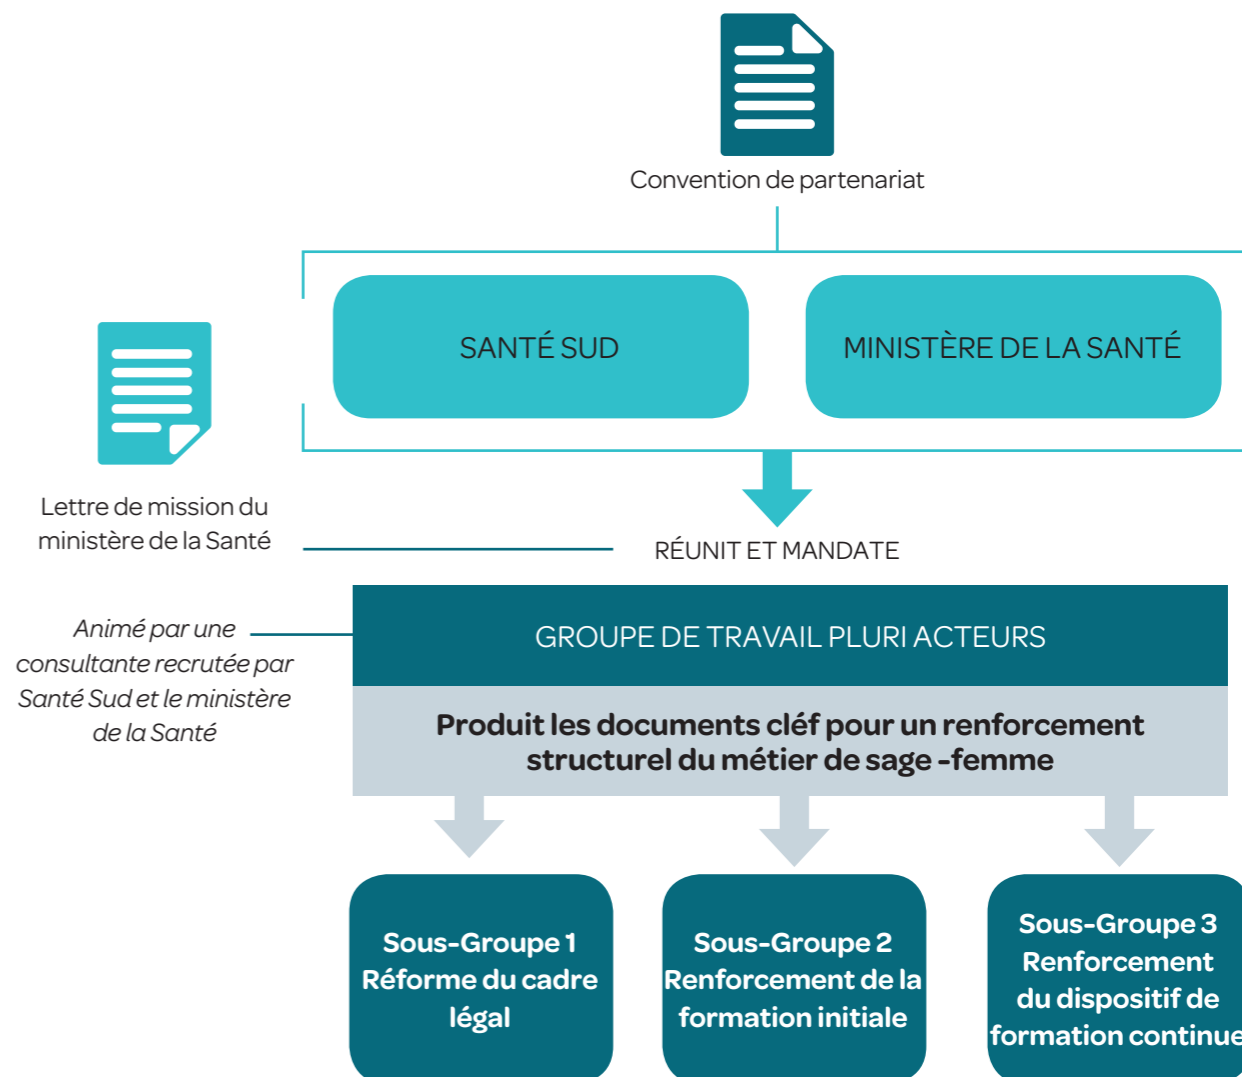 Convention de partenariat
SANTÉ SUD
MINISTÈRE DE LA SANTÉ
Lettre de mission du
ministère de la Santé
RÉUNIT ET MANDATE
Animé par une
consultante recrutée par
Santé Sud et le ministère
de la Santé
GROUPE DE TRAVAIL PLURI ACTEURS
Produit les documents cléf pour un renforcement
structurel du métier de sage -femme
Sous-Groupe 1
Réforme du cadre
légal
Sous-Groupe 2
Renforcement de la
formation initiale
Sous-Groupe 3
Renforcement
du dispositif de
formation continue